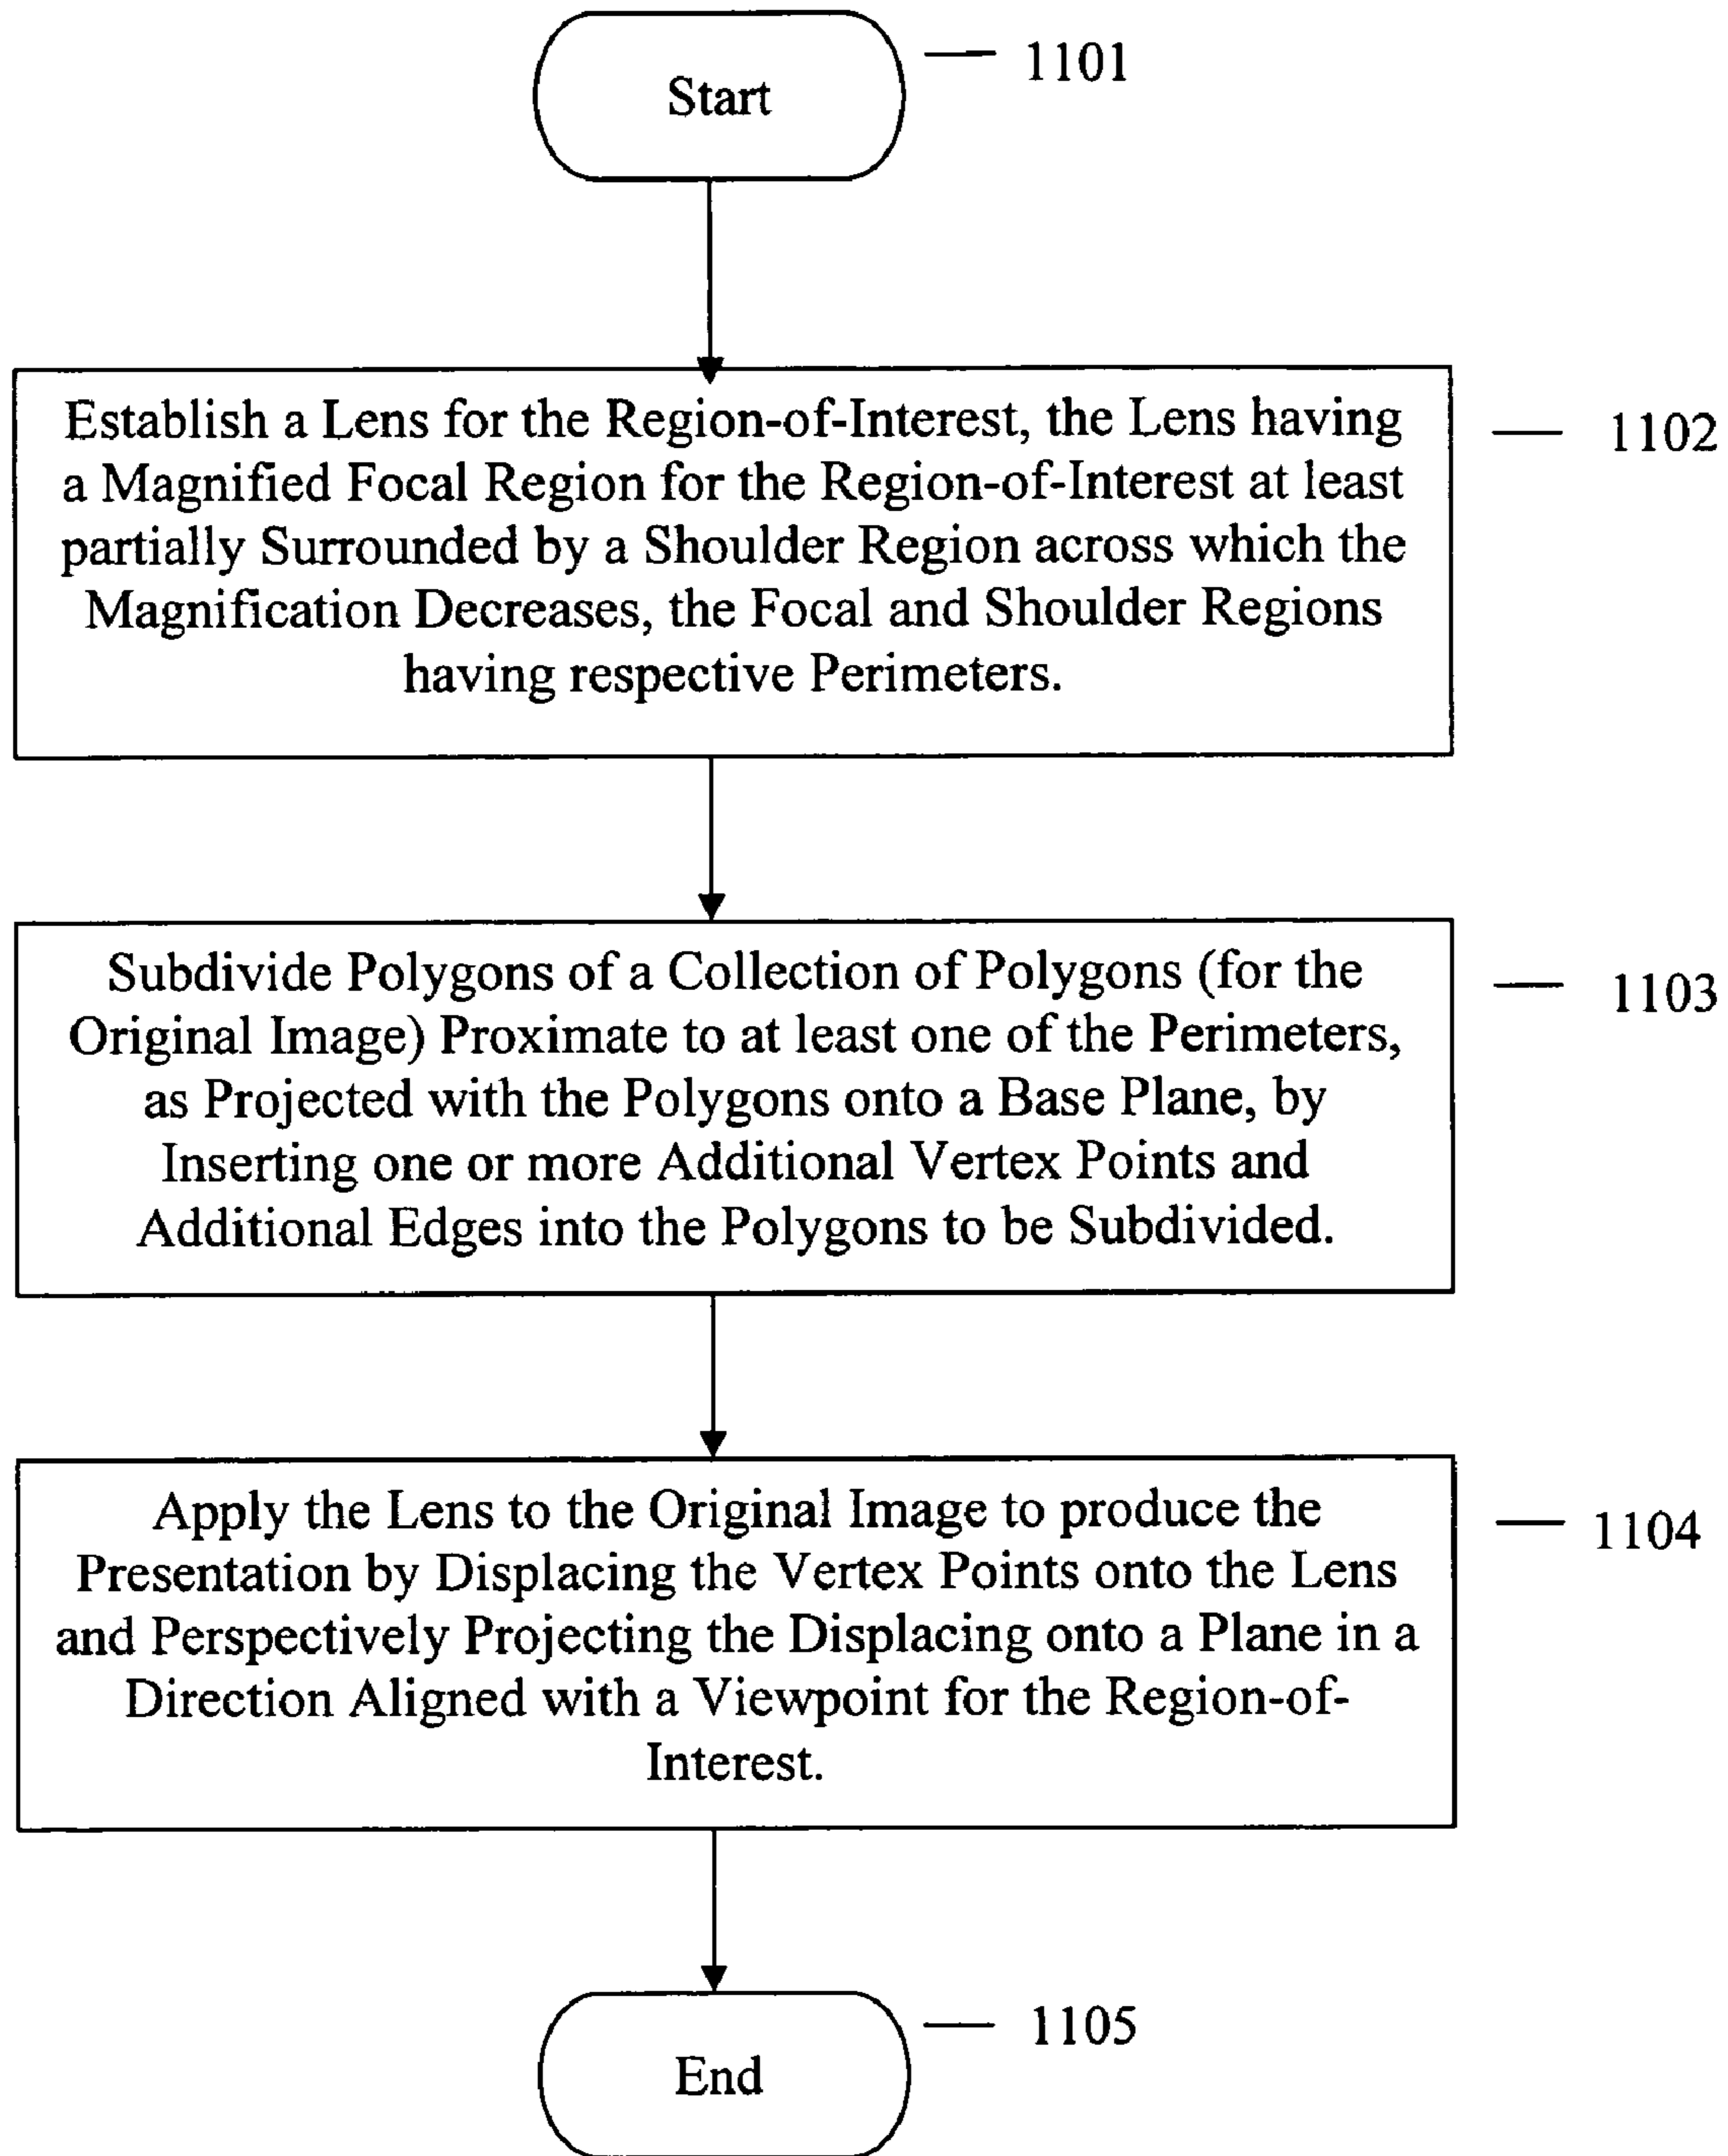 Start
1101
Establish a Lens for the Region-of-Interest, the Lens having
a Magnified Focal Region for the Region-of-Interest at least
partially Surrounded by a Shoulder Region across which the
Magnification Decreases, the Focal and Shoulder Regions
having respective Perimeters.
1102
Subdivide Polygons of a Collection of Polygons (for the
Original Image) Proximate to at least one of the Perimeters,
as Projected with the Polygons onto a Base Plane, by
Inserting one or more Additional Vertex Points and
Additional Edges into the Polygons to be Subdivided.
1103
Apply the Lens to the Original Image to produce the
Presentation by Displacing the Vertex Points onto the Lens
and Perspectively Projecting the Displacing onto a Plane in a
Direction Aligned with a Viewpoint for the Region-of-
Interest.
1104
End
1105